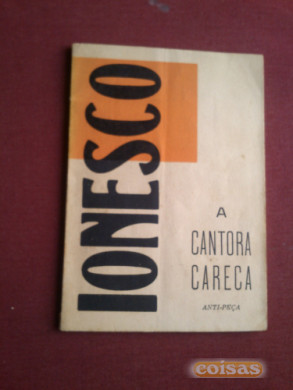 IONESCO
A
CANTORA
CARECA
ANTI-PEÇA
coisas